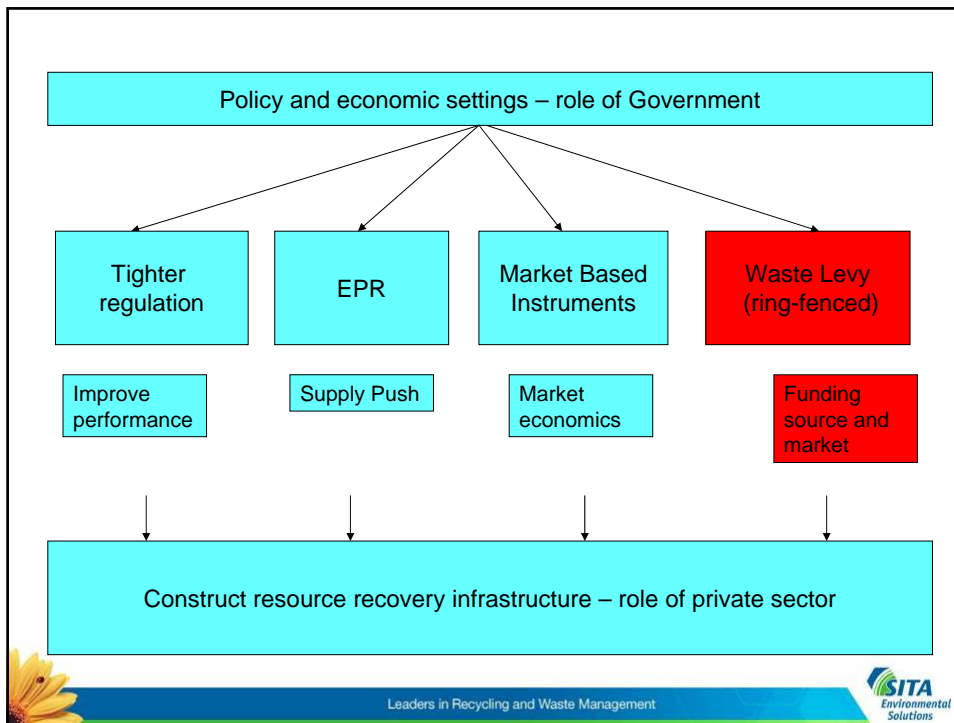 Policy and economic settings – role of Government
Tighter
regulation
EPR
Market Based
Instruments
Waste Levy
(ring-fenced)
Improve
performance
Supply Push
Market
economics
Funding
source and
market
Construct resource recovery infrastructure – role of private sector
Leaders in Recycling and Waste Management
SITA
Environmental
Solutions